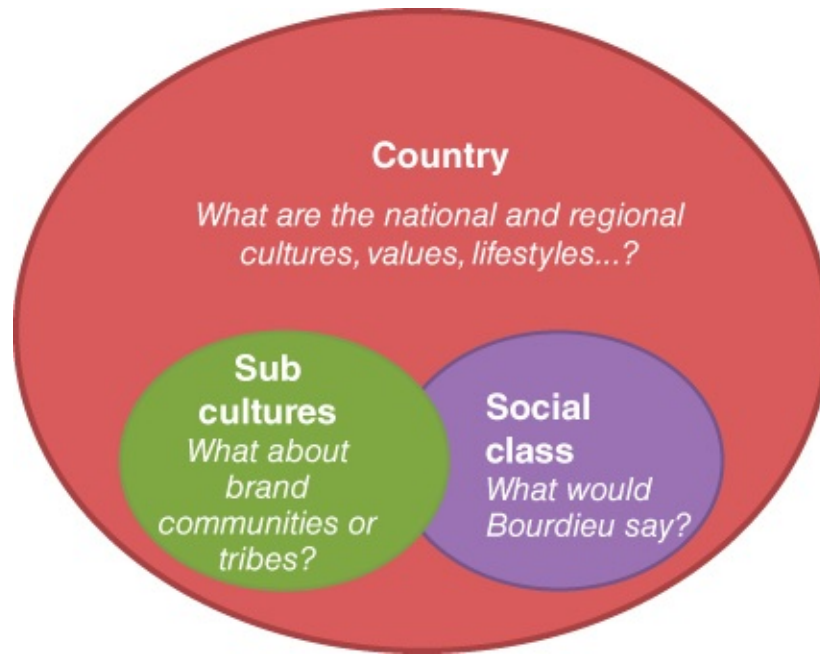 Country
What are the national and regional
cultures, values, lifestyles...?
Sub
cultures
What about
brand
communities or
tribes?
Social
class
What would
Bourdieu say?